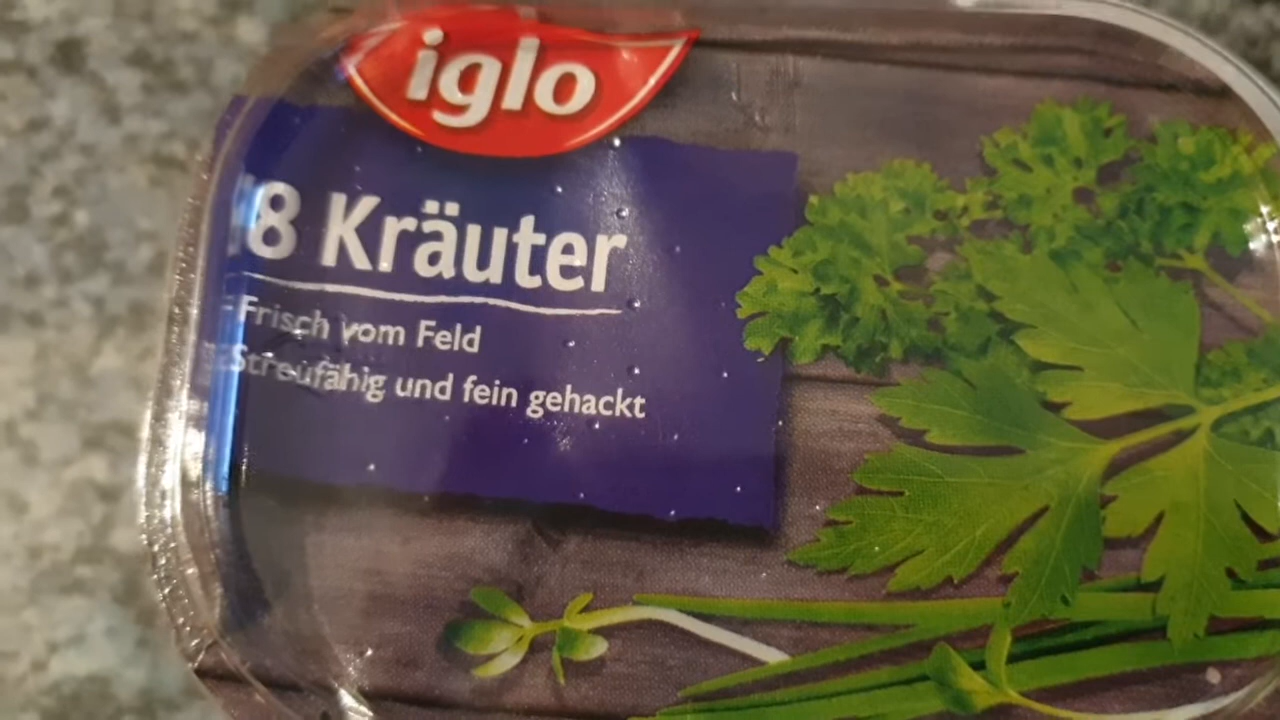 iglo
8 Kräuter
Frisch vom Feld
Streufähig und fein gehackt